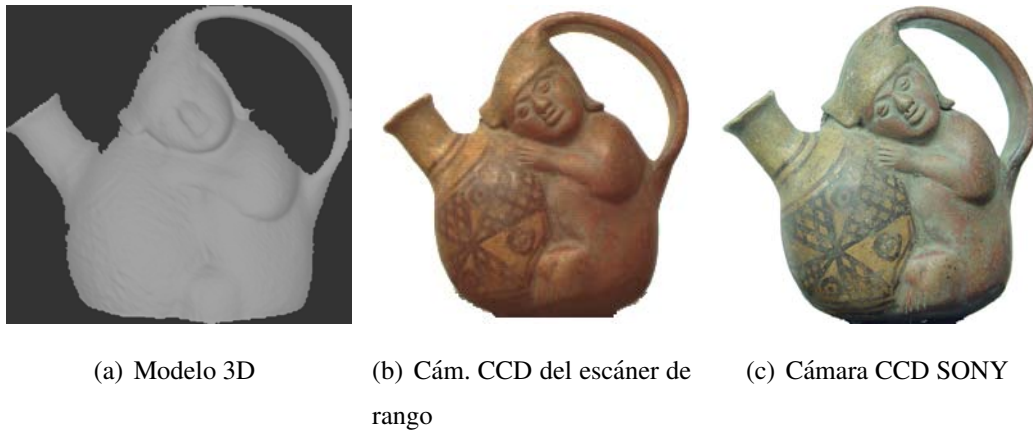 (a) Modelo 3D
(b) Cám. CCD del escáner de
rango
(c) Cámara CCD SONY